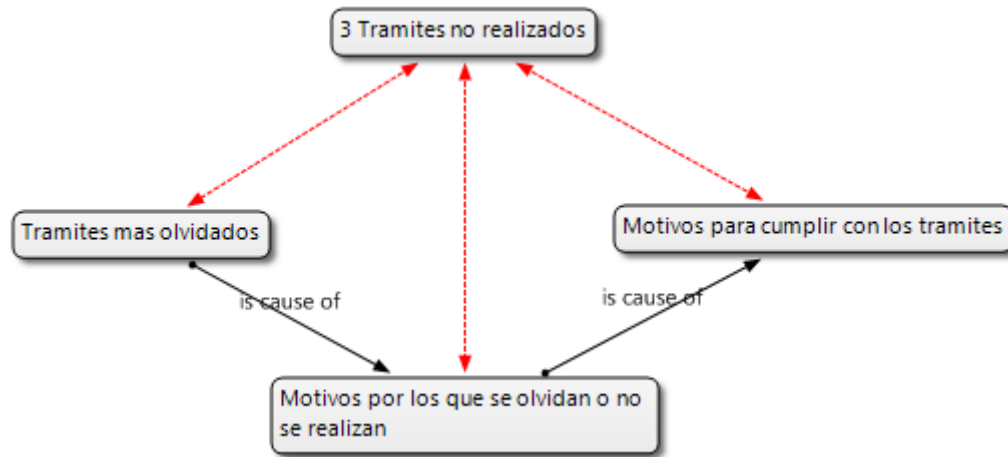 3 Tramites no realizados
Tramites mas olvidados
Motivos para cumplir con los tramites
is cause of
is cause of
Motivos por los que se olvidan o no
se realizan